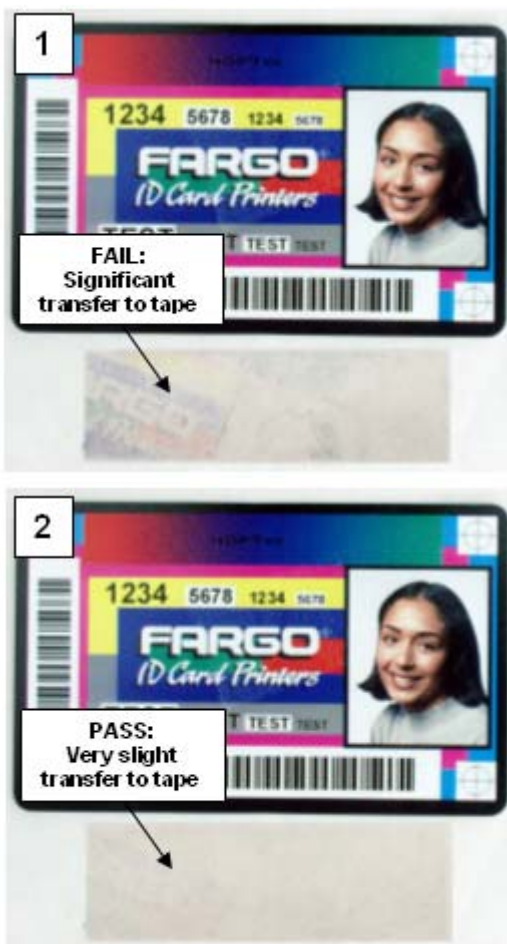 1
1234 5678 1234 5678
FARGO
ID Card Printers
TEST T TEST TEST
FAIL:
Significant
transfer to tape
RGO
2
1234 5678 1234 5678
FARGO
ID Card Printers
T TEST TEST
PASS:
Very slight
transfer to tape